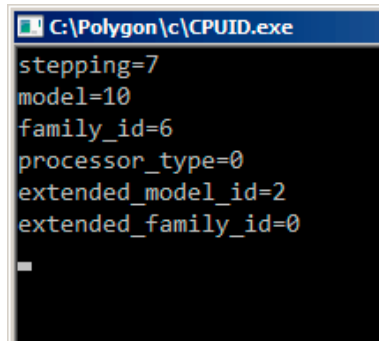 C:\Polygon\c\CPUID.exe
stepping=7
model=10
family_id=6
processor_type=0
extended_model_id=2
extended_family_id=0